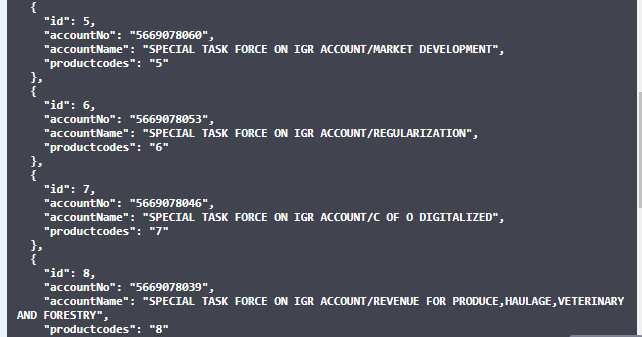 {
"id": 5,
"accountNo": "5669078060",
"accountName": "SPECIAL TASK FORCE ON IGR ACCOUNT/MARKET DEVELOPMENT",
"productcodes": "5"
},
{
"id": 6,
"accountNo": "5669078053",
"accountName": "SPECIAL TASK FORCE ON IGR ACCOUNT/REGULARIZATION",
"productcodes": "6"
},
{
"id": 7,
"accountNo": "5669078046",
"accountName": "SPECIAL TASK FORCE ON IGR ACCOUNT/C OF O DIGITALIZED",
"productcodes": "7"
},
{
"id": 8,
"accountNo": "5669078039",
"accountName": "SPECIAL TASK FORCE ON IGR ACCOUNT/REVENUE FOR PRODUCE,HAULAGE,VETERINARY
AND FORESTRY",
"productcodes": "8"